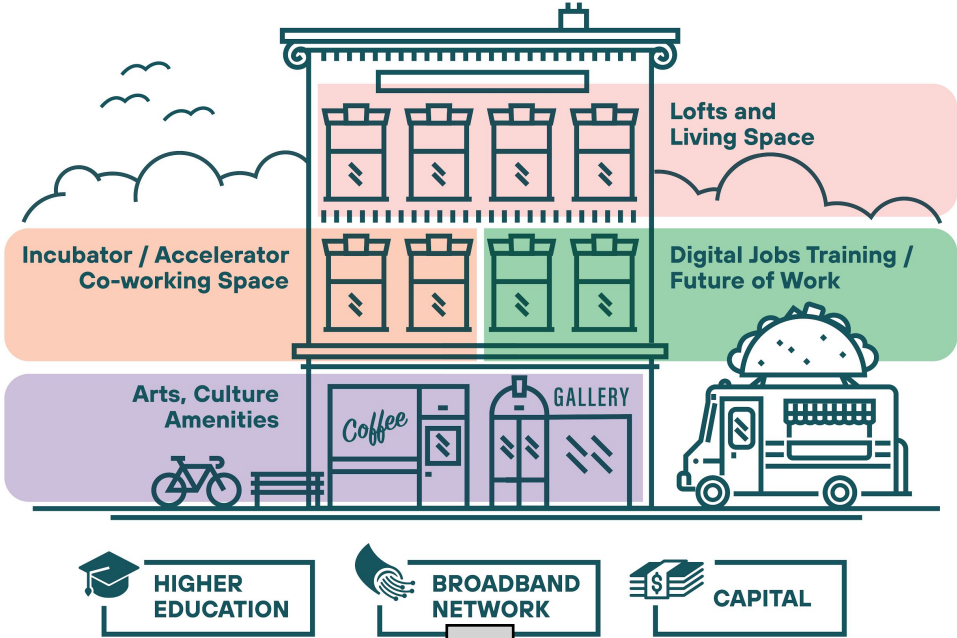 Lofts and
Living Space
Incubator / Accelerator
Co-working Space
Digital Jobs Training /
Future of Work
Arts, Culture
Amenities
Coffee
GALLERY
HIGHER
EDUCATION
BROADBAND
NETWORK
$
CAPITAL